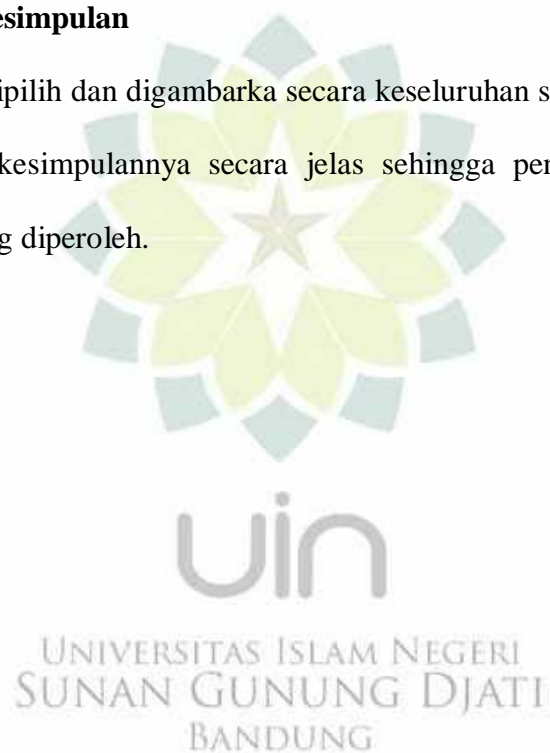 esimpulan
ipilih dan digambarka secara keseluruhan s
kesimpulannya secara jelas sehingga per
g diperoleh.
uin
UNIVERSITAS ISLAM NEGERI
SUNAN GUNUNG DJATI
BANDUNG